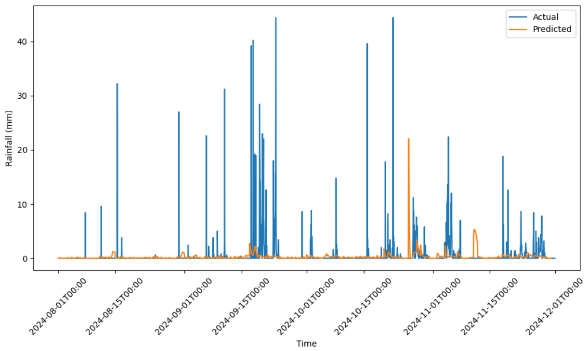 Actual
Predicted
40
30
20
10
0
Rainfall (mm)
2024-08-01T00:00
2024-08-15T00:00
2024-09-01T00:00
2024-09-15T00:00
2024-10-01T00:00
2024-10-15T00:00
2024-11-01T00:00
2024-11-15T00:00
2024-12-01T00:00
Time